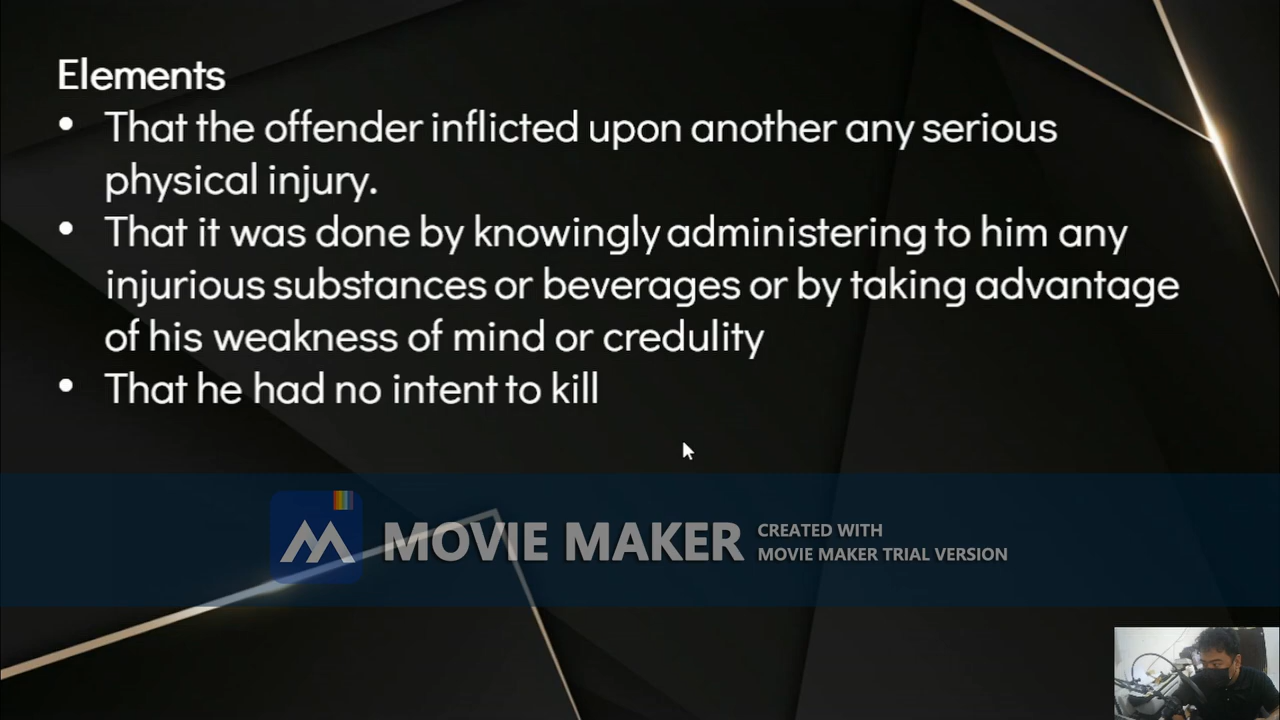 Elements
• That the offender inflicted upon another any serious
physical injury.
• That it was done by knowingly administering to him any
injurious substances or beverages or by taking advantage
of his weakness of mind or credulity
• That he had no intent to kill
MOVIE MAKER
CREATED WITH
MOVIE MAKER TRIAL VERSION